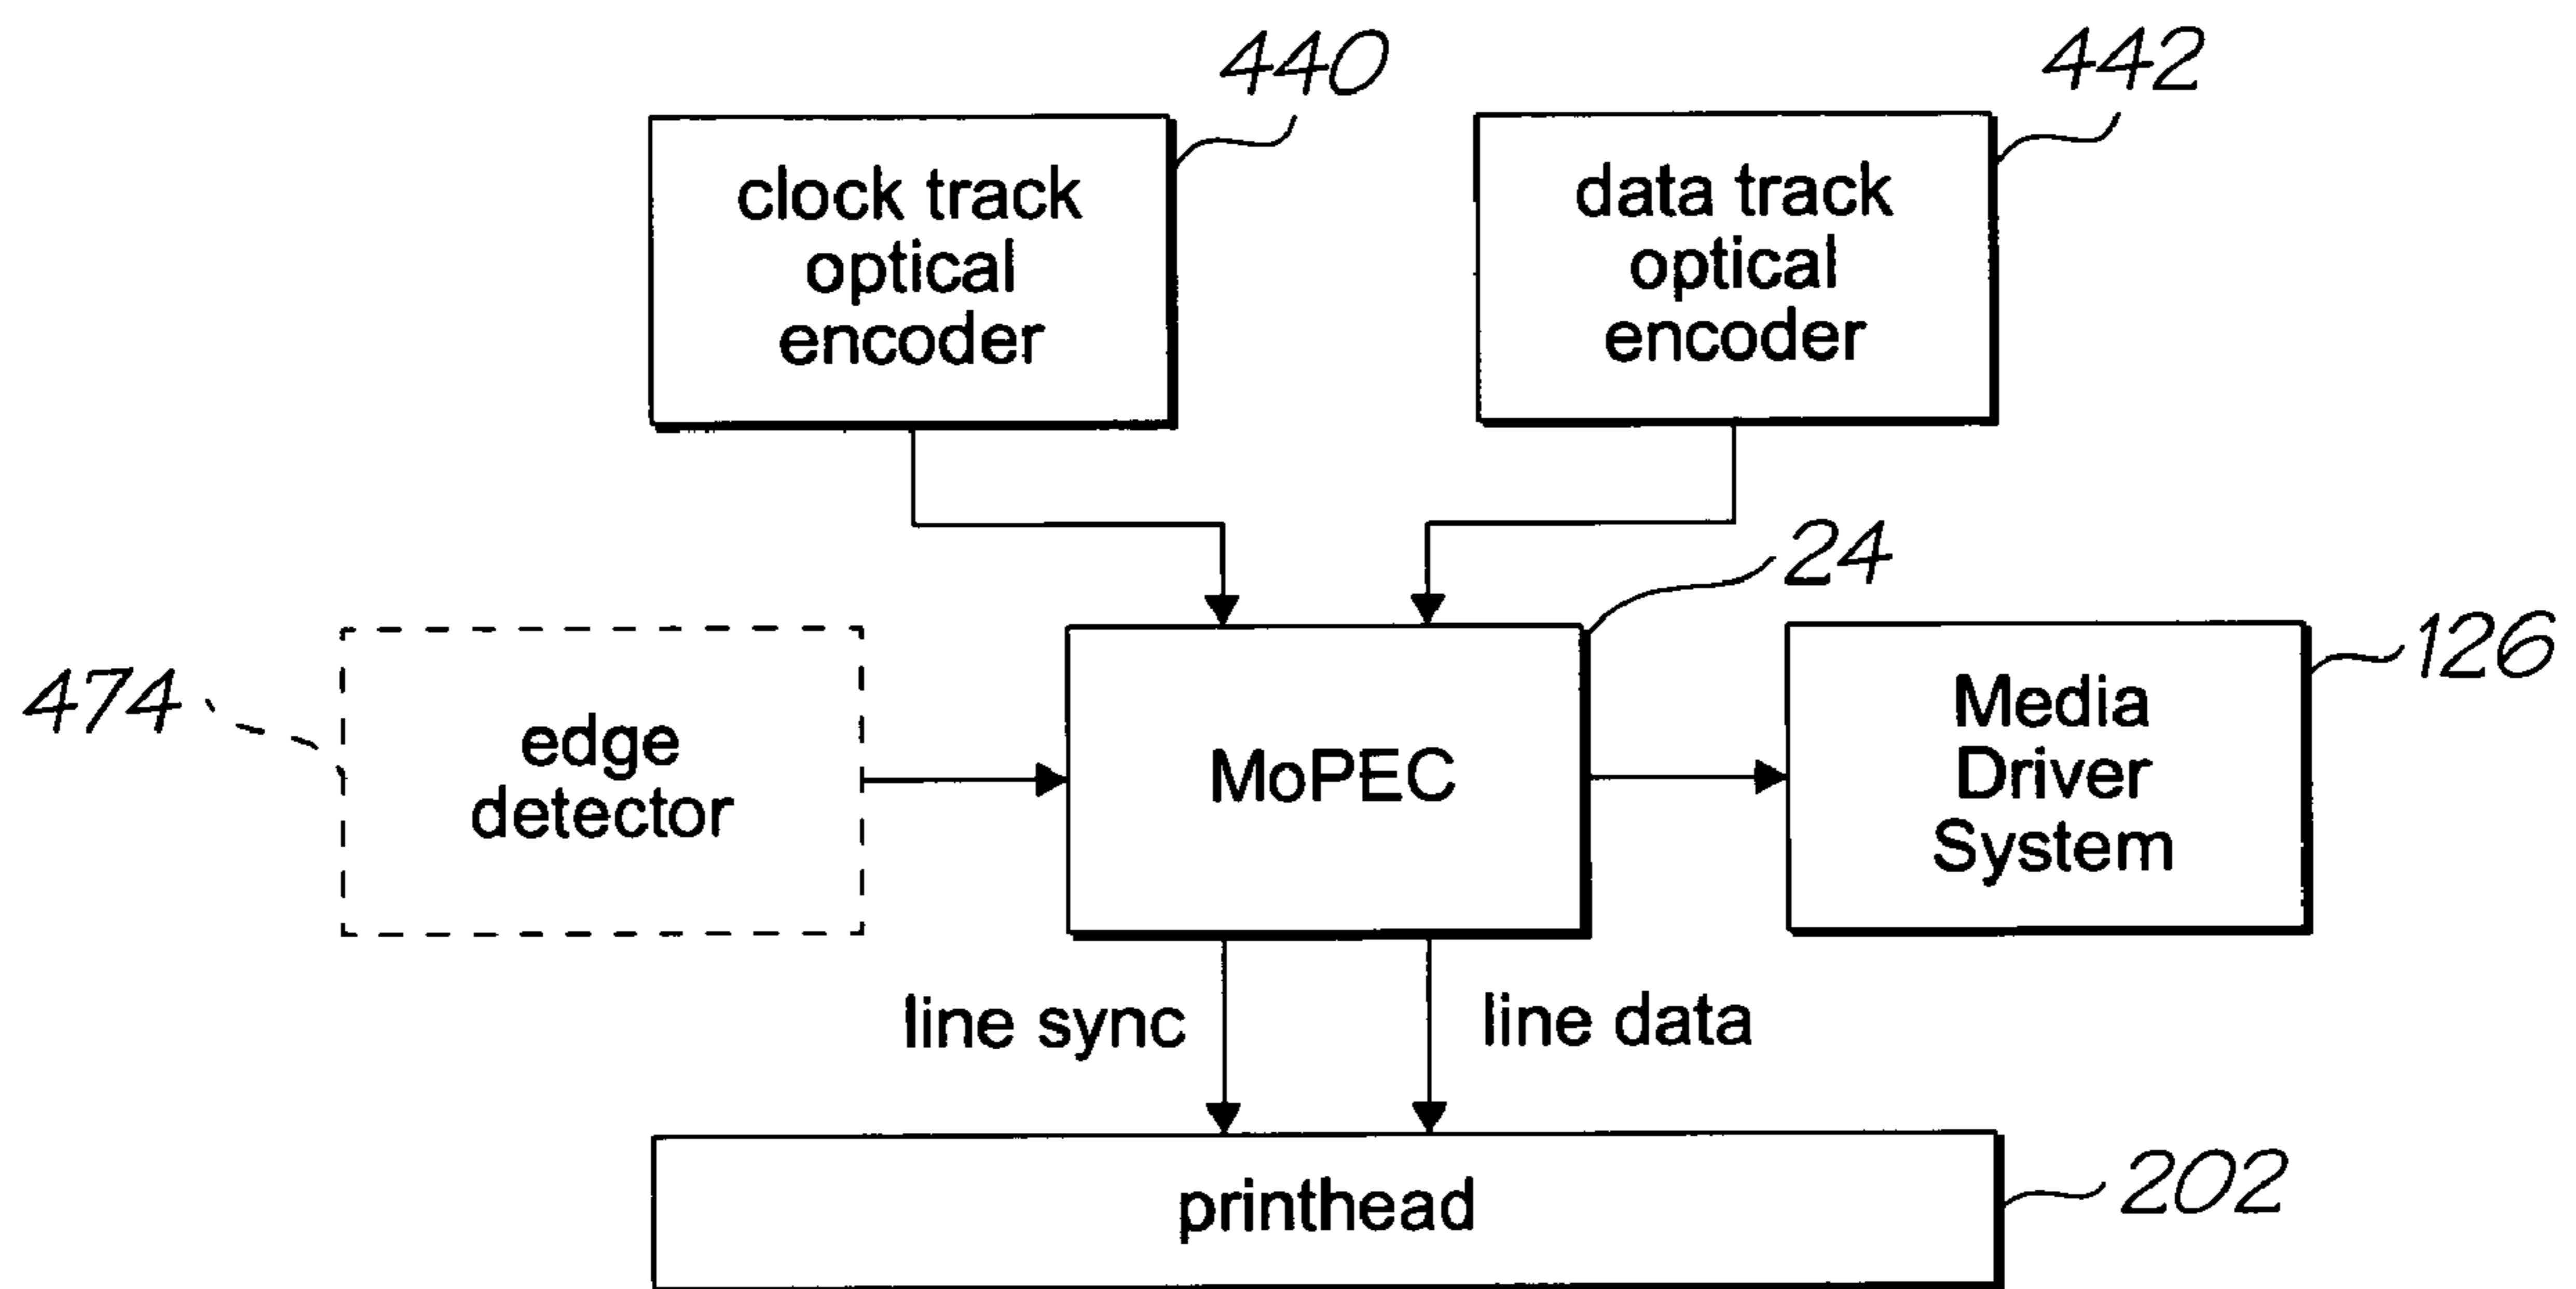 440
442
clock track
optical
encoder
data track
optical
encoder
24
126
474
edge
detector
MoPEC
Media
Driver
System
line sync
line data
printhead
202